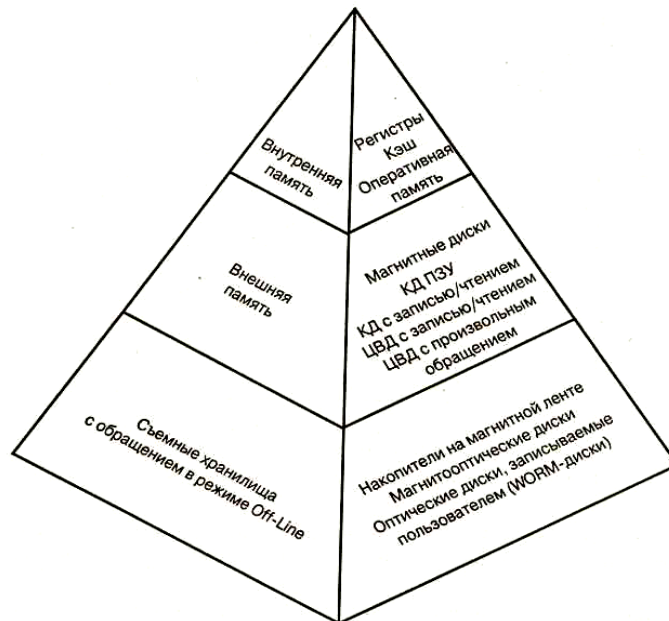 Внутренняя
память
Регистры
Кэш
Оперативная
память
Внешняя
память
Магнитные диски
КД ПЗУ
КД с записью/чтением
ЦВД с записью/чтением
ЦВД с произвольным
обращением
Съемные хранилища
с обращением в режиме Off-Line
Накопители на магнитной ленте
Магнитооптические диски
Оптические диски, записываемые
пользователем (WORM-диски)